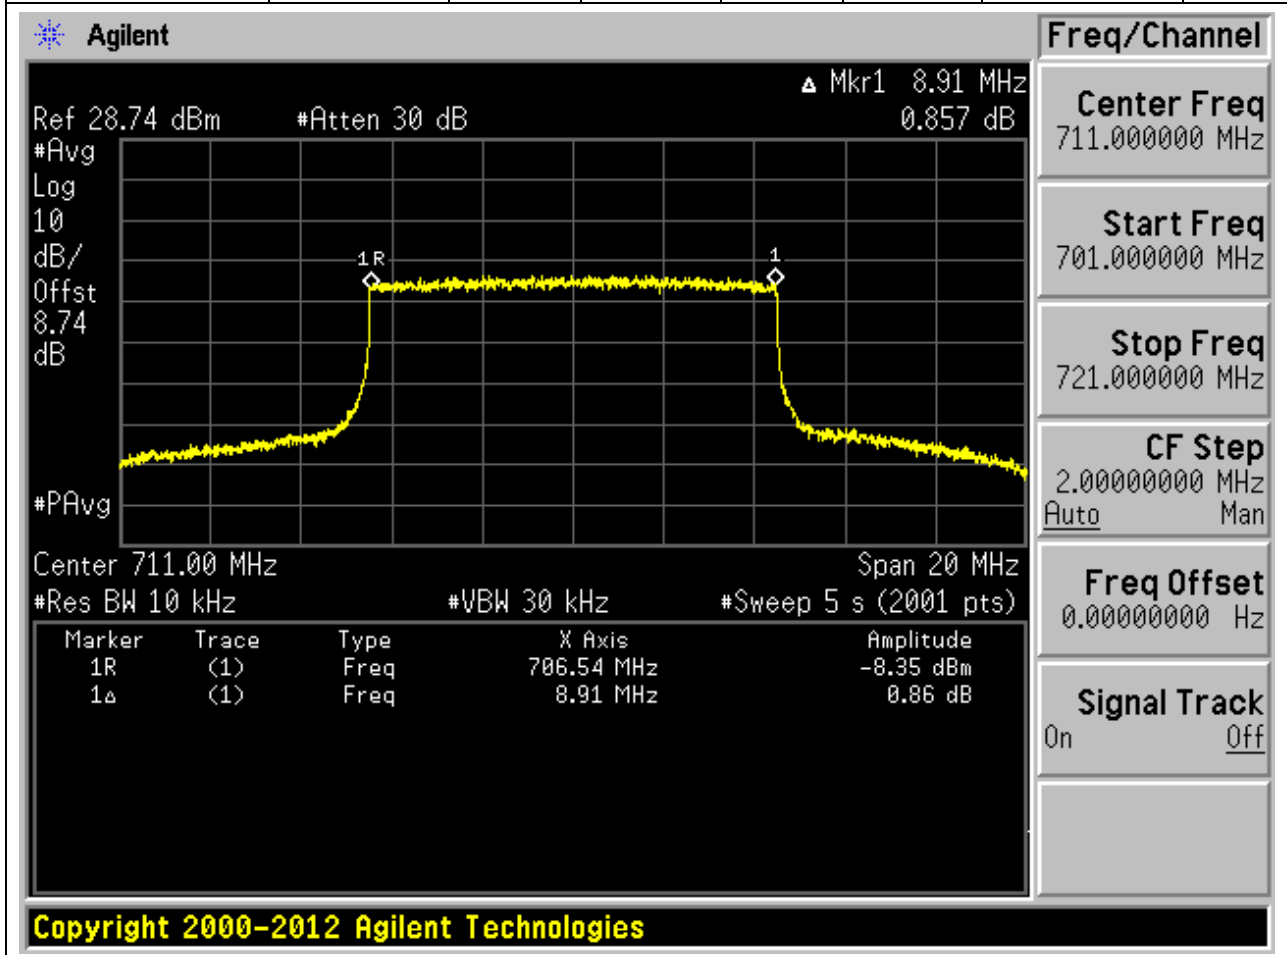 Agilent
Freq/Channel
▵ Mkr1 8.91 MHz
Ref 28.74 dBm #Atten 30 dB 0.857 dB
#Avg
Log
10
dB/
Offst
8.74
dB
1R
1
#PAvg
Center 711.00 MHz Span 20 MHz
#Res BW 10 kHz #VBW 30 kHz #Sweep 5 s (2001 pts)
Marker Trace Type X Axis Amplitude
1R (1) Freq 706.54 MHz -8.35 dBm
1▵ (1) Freq 8.91 MHz 0.86 dB
Center Freq
711.000000 MHz
Start Freq
701.000000 MHz
Stop Freq
721.000000 MHz
CF Step
2.00000000 MHz
Auto Man
Freq Offset
0.00000000 Hz
Signal Track
On Off
Copyright 2000-2012 Agilent Technologies